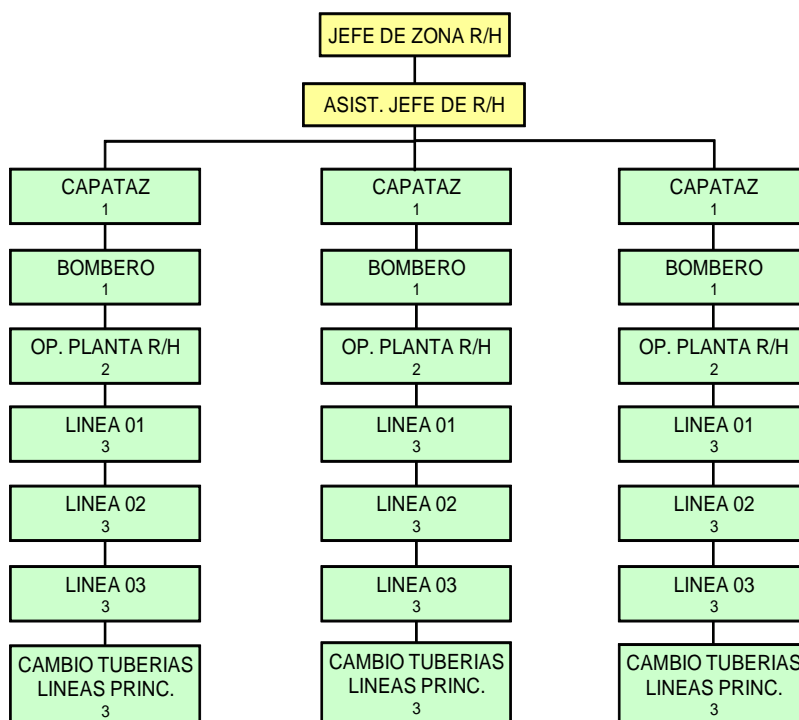 JEFE DE ZONA R/H
ASIST. JEFE DE R/H
CAPATAZ
1
BOMBERO
1
OP. PLANTA R/H
2
LINEA 01
3
LINEA 02
3
LINEA 03
3
CAMBIO TUBERIAS
LINEAS PRINC.
3
CAPATAZ
1
BOMBERO
1
OP. PLANTA R/H
2
LINEA 01
3
LINEA 02
3
LINEA 03
3
CAMBIO TUBERIAS
LINEAS PRINC.
3
CAPATAZ
1
BOMBERO
1
OP. PLANTA R/H
2
LINEA 01
3
LINEA 02
3
LINEA 03
3
CAMBIO TUBERIAS
LINEAS PRINC.
3